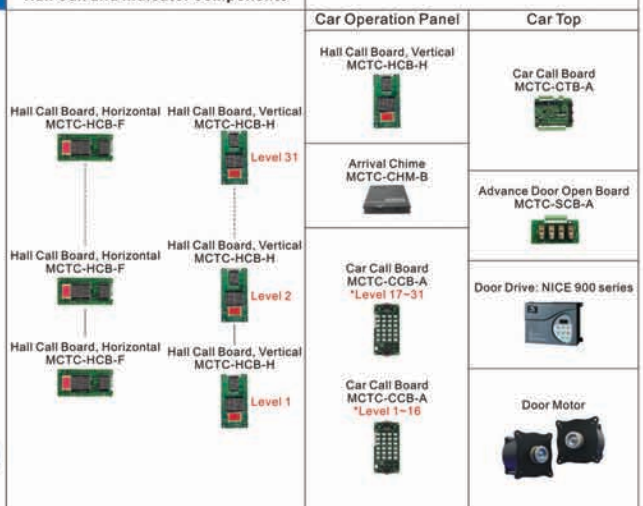 Car Operation Panel
Car Top
Hall Call Board, Horizontal
MCTC-HCB-F
Hall Call Board, Vertical
MCTC-HCB-H
Level 31
Hall Call Board, Horizontal
MCTC-HCB-F
Hall Call Board, Vertical
MCTC-HCB-H
Level 2
Hall Call Board, Horizontal
MCTC-HCB-F
Hall Call Board, Vertical
MCTC-HCB-H
Level 1
Hall Call Board, Vertical
MCTC-HCB-H
Arrival Chime
MCTC-CHM-B
Car Call Board
MCTC-CCB-A
*Level 17~31
Car Call Board
MCTC-CCB-A
*Level 1~16
Car Call Board
MCTC-CTB-A
Advance Door Open Board
MCTC-SCB-A
Door Drive: NICE 900 series
Door Motor